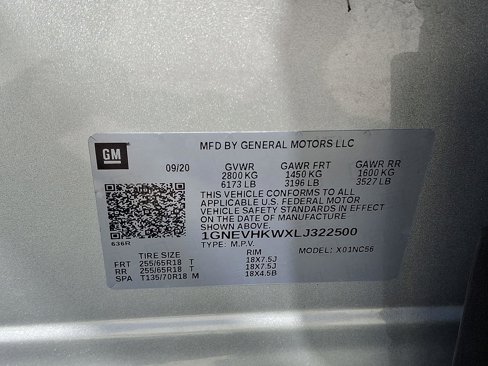 GM
MFD BY GENERAL MOTORS LLC
09/20 GVWR GAWR FRT GAWR RR
2800 KG 1450 KG 1600 KG
6173 LB 3196 LB 3527 LB
THIS VEHICLE CONFORMS TO ALL
APPLICABLE U.S. FEDERAL MOTOR
VEHICLE SAFETY STANDARDS IN EFFECT
ON THE DATE OF MANUFACTURE
SHOWN ABOVE.
636R
1GNEVHKWXLJ322500
TYPE: M.P.V. MODEL: X01NC56
TIRE SIZE RIM
FRT 255/65R18 T 18X7.5J
RR 255/65R18 T 18X7.5J
SPA T135/70R18 M 18X4.5B